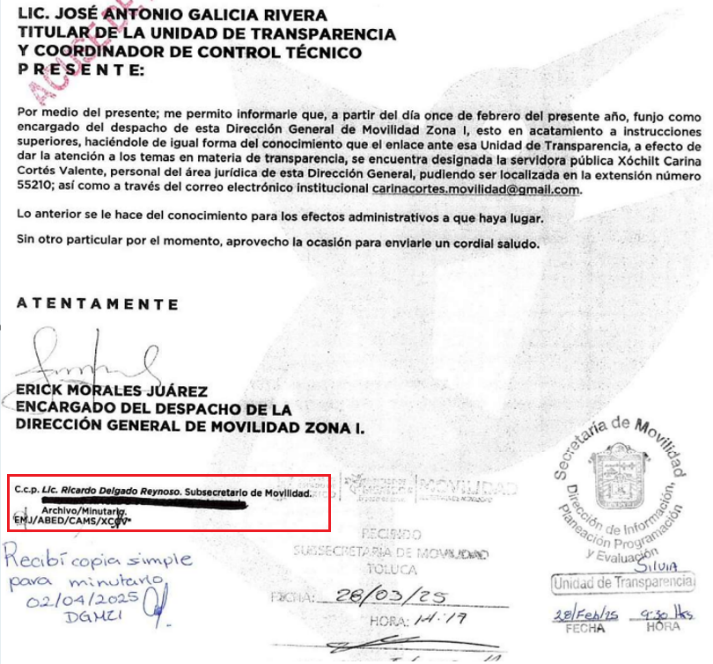 LIC. JOSÉ ANTONIO GALICIA RIVERA
TITULAR DE LA UNIDAD DE TRANSPARENCIA
Y COORDINADOR DE CONTROL TÉCNICO
P R E S E N T E:
ACUSE DE
Por medio del presente; me permito informarle que, a partir del día once de febrero del presente año, funjo como
encargado del despacho de esta Dirección General de Movilidad Zona I, esto en acatamiento a instrucciones
superiores, haciéndole de igual forma del conocimiento que el enlace ante esa Unidad de Transparencia, a efecto de
dar la atención a los temas en materia de transparencia, se encuentra designada la servidora pública Xóchilt Carina
Cortés Valente, personal del área jurídica de esta Dirección General, pudiendo ser localizada en la extensión número
55210; así como a través del correo electrónico institucional carinacortes.movilidad@gmail.com.
Lo anterior se le hace del conocimiento para los efectos administrativos a que haya lugar.
Sin otro particular por el momento, aprovecho la ocasión para enviarle un cordial saludo.
A T E N T A M E N T E
ERICK MORALES JUÁREZ
ENCARGADO DEL DESPACHO DE LA
DIRECCIÓN GENERAL DE MOVILIDAD ZONA I.
C.c.p. Lic. Ricardo Delgado Reynoso. Subsecretario de Movilidad.
Archivo/Minutario.
EMJ/ABED/CAMS/XCCV*
Recibí copia simple
para minutario
02/04/2025
DGMZI
MOVILIDAD
RECIBIDO
SUBSECRETARIA DE MOVILIDAD
TOLUCA
FECHA: 28/03/25
HORA: 14:19
Secretaría de Movilidad
Dirección de Información,
Planeación Programación
y Evaluación
SILVIA
Unidad de Transparencia
28/Feb/25 9:30 Hrs
FECHA HORA